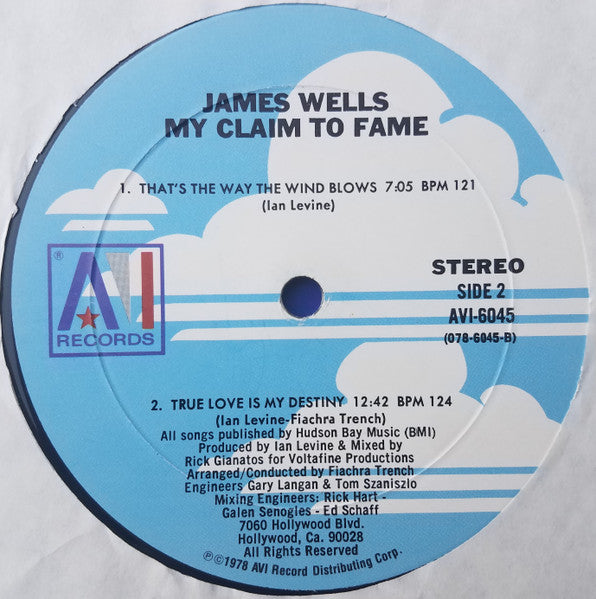 JAMES WELLS
MY CLAIM TO FAME
1. THAT'S THE WAY THE WIND BLOWS 7:05 BPM 121
(Ian Levine)
® AVI
RECORDS
STEREO
SIDE 2
AVI-6045
(078-6045-B)
2. TRUE LOVE IS MY DESTINY 12:42 BPM 124
(Ian Levine-Fiachra Trench)
All songs published by Hudson Bay Music (BMI)
Produced by Ian Levine & Mixed by
Rick Gianatos for Voltafine Productions
Arranged/Conducted by Fiachra Trench
Engineers Gary Langan & Tom Szaniszlo
Mixing Engineers: Rick Hart -
Galen Senogles - Ed Schaff
7060 Hollywood Blvd.
Hollywood, Ca. 90028
All Rights Reserved
℗©1978 AVI Record Distributing Corp.